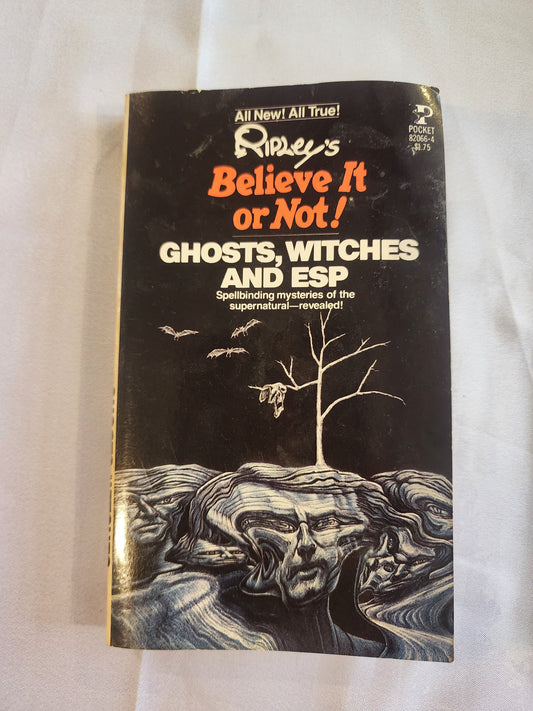 All New! All True!
P
POCKET
82066-4
$1.75
Ripley's
Believe It
or Not!
GHOSTS, WITCHES
AND ESP
Spellbinding mysteries of the
supernatural—revealed!